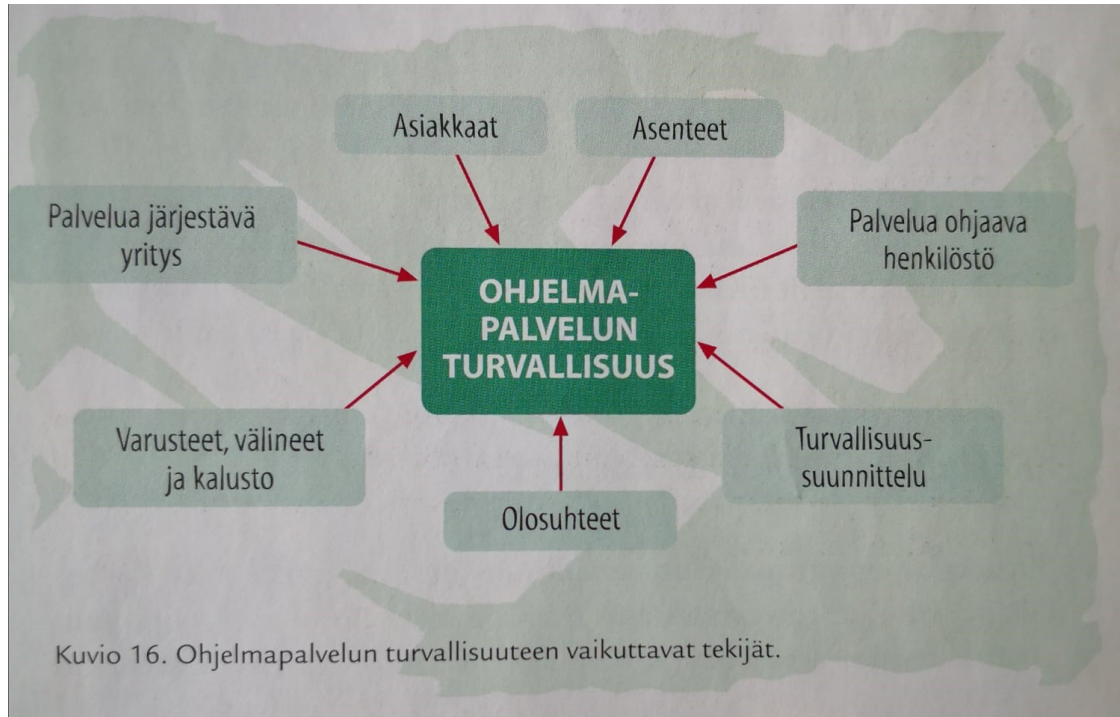 Asiakkaat
Asenteet
Palvelua järjestävä
yritys
Palvelua ohjaava
henkilöstö
OHJELMA-
PALVELUN
TURVALLISUUS
Varusteet, välineet
ja kalusto
Turvallisuus-
suunnittelu
Olosuhteet
Kuvio 16. Ohjelmapalvelun turvallisuuteen vaikuttavat tekijät.